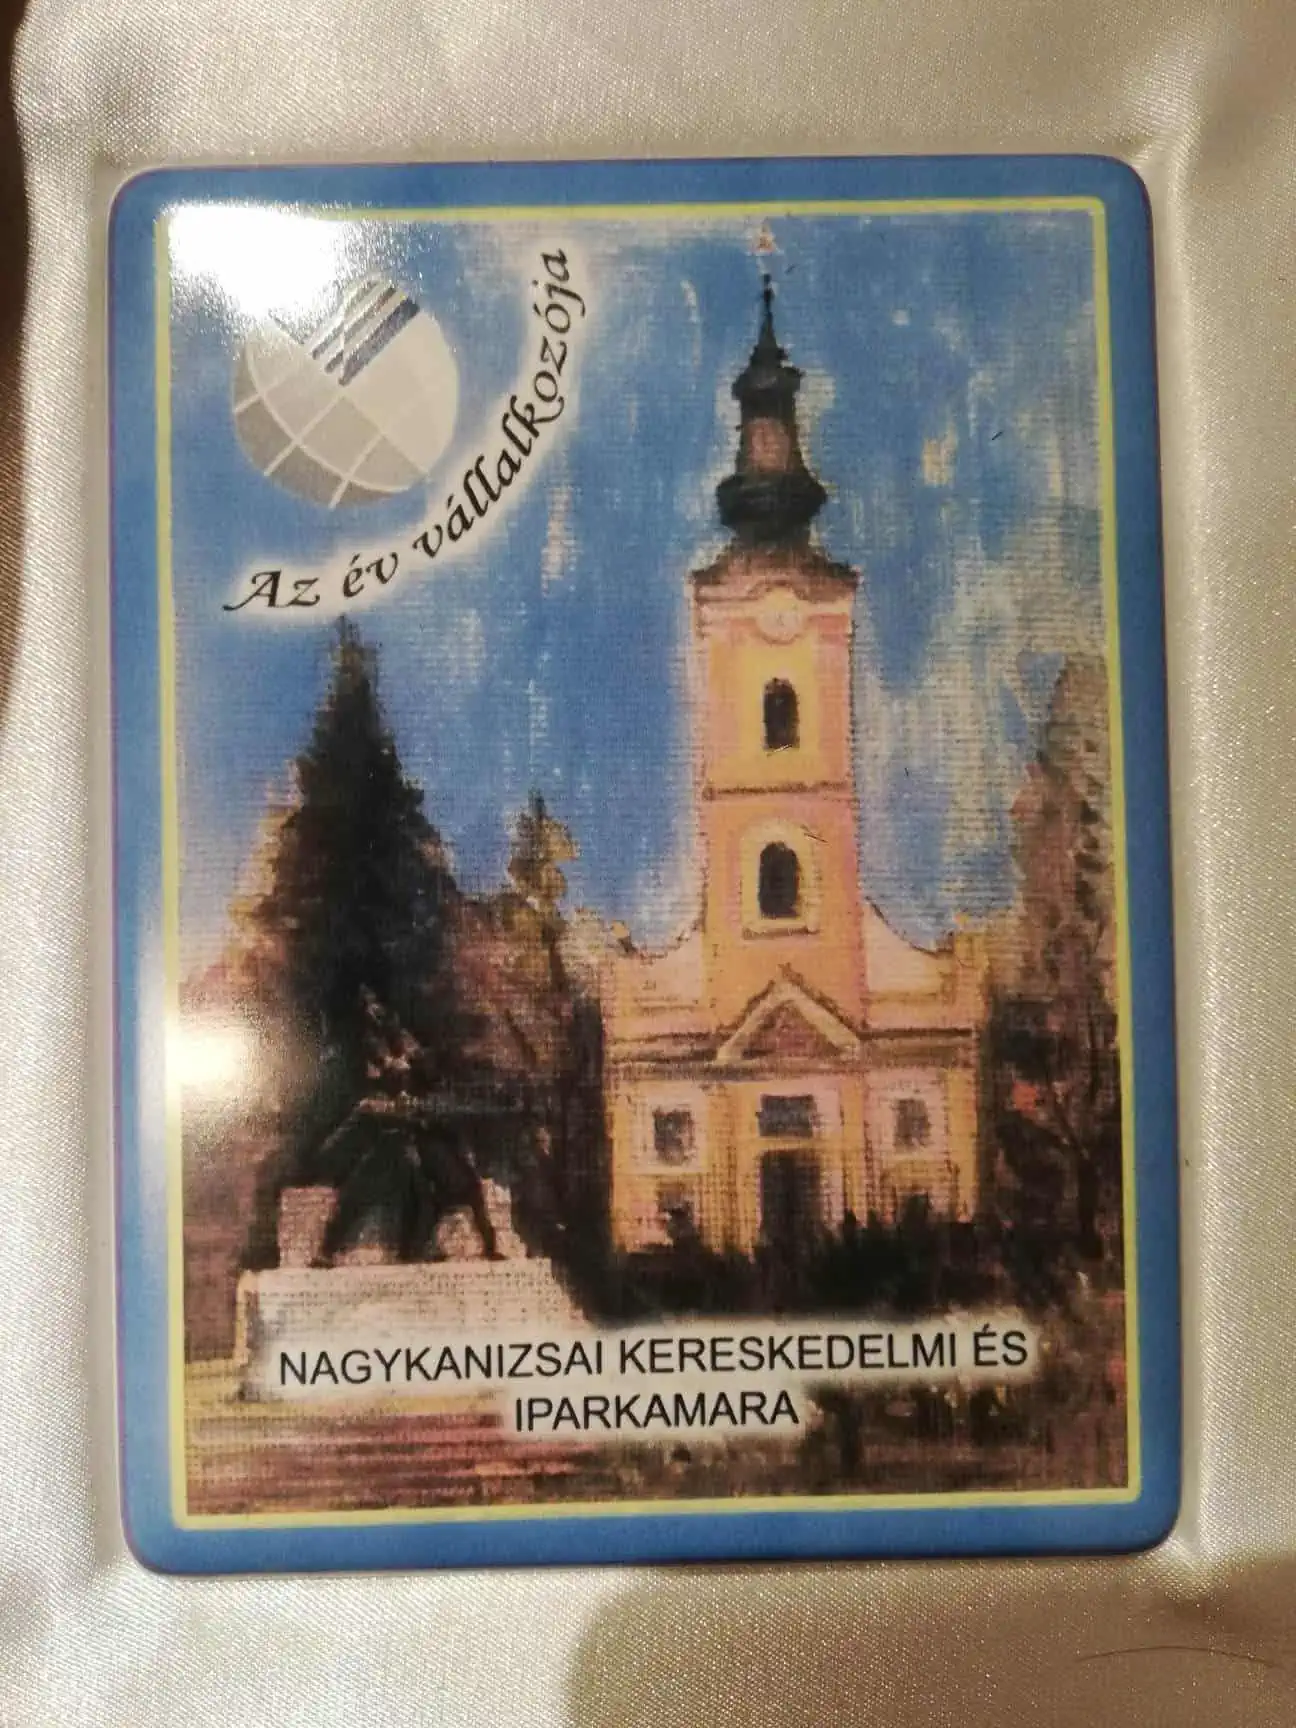 Az év vállalkozója
NAGYKANIZSAI KERESKEDELMI ÉS
IPARKAMARA